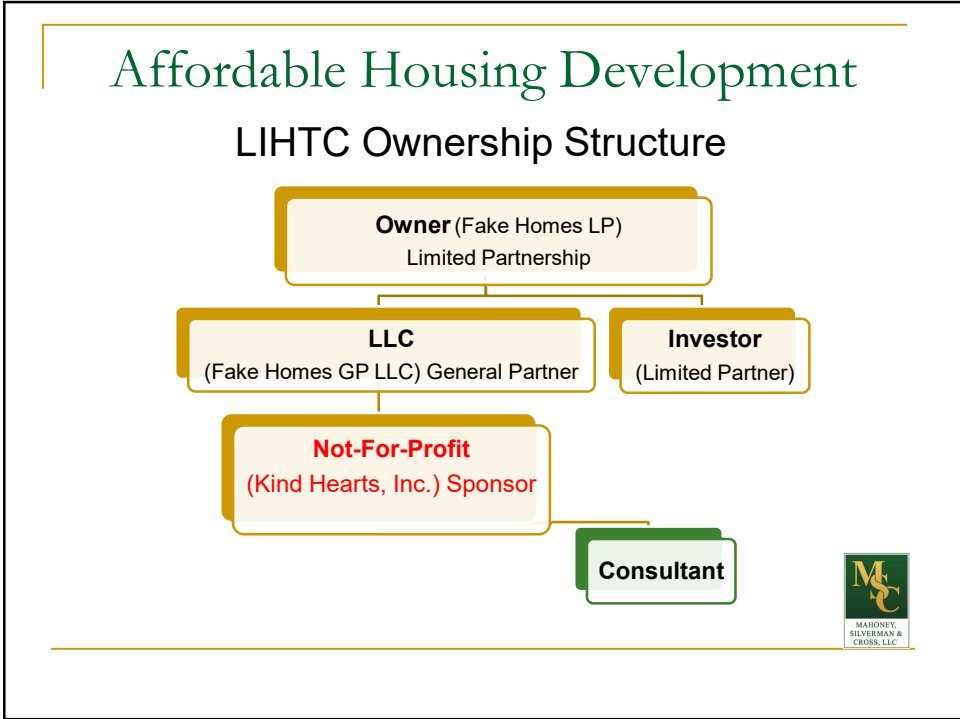 Affordable Housing Development
LIHTC Ownership Structure
Owner (Fake Homes LP)
Limited Partnership
LLC
(Fake Homes GP LLC) General Partner
Investor
(Limited Partner)
Not-For-Profit
(Kind Hearts, Inc.) Sponsor
Consultant
MSC
MAHONEY,
SILVERMAN &
CROSS, LLC